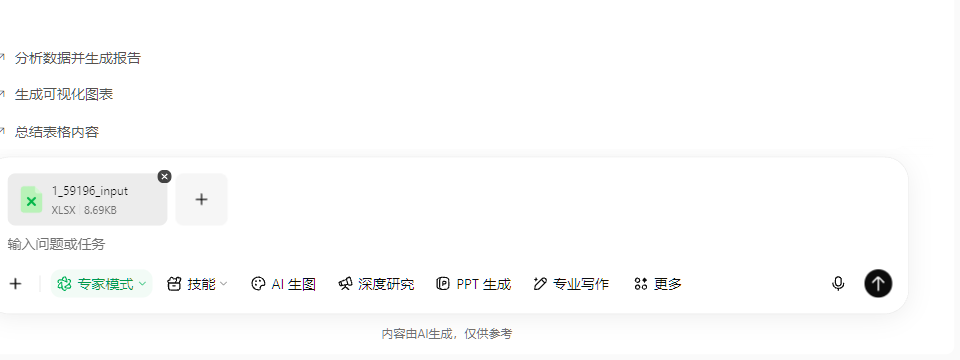 分析数据并生成报告
生成可视化图表
总结表格内容
1_59196_input
XLSX 8.69KB
输入问题或任务
专家模式 技能 AI 生图 深度研究 PPT 生成 专业写作 更多
内容由AI生成，仅供参考